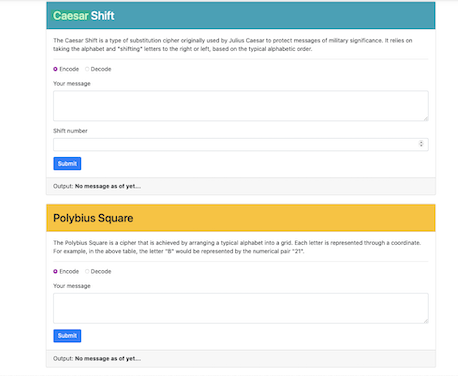 Caesar Shift
The Caesar Shift is a type of substitution cipher originally used by Julius Caesar to protect messages of military significance. It relies on
taking the alphabet and "shifting" letters to the right or left, based on the typical alphabetic order.
Encode Decode
Your message
Shift number
Submit
Output: No message as of yet...
Polybius Square
The Polybius Square is a cipher that is achieved by arranging a typical alphabet into a grid. Each letter is represented through a coordinate.
For example, in the above table, the letter "B" would be represented by the numerical pair "21".
Encode Decode
Your message
Submit
Output: No message as of yet...